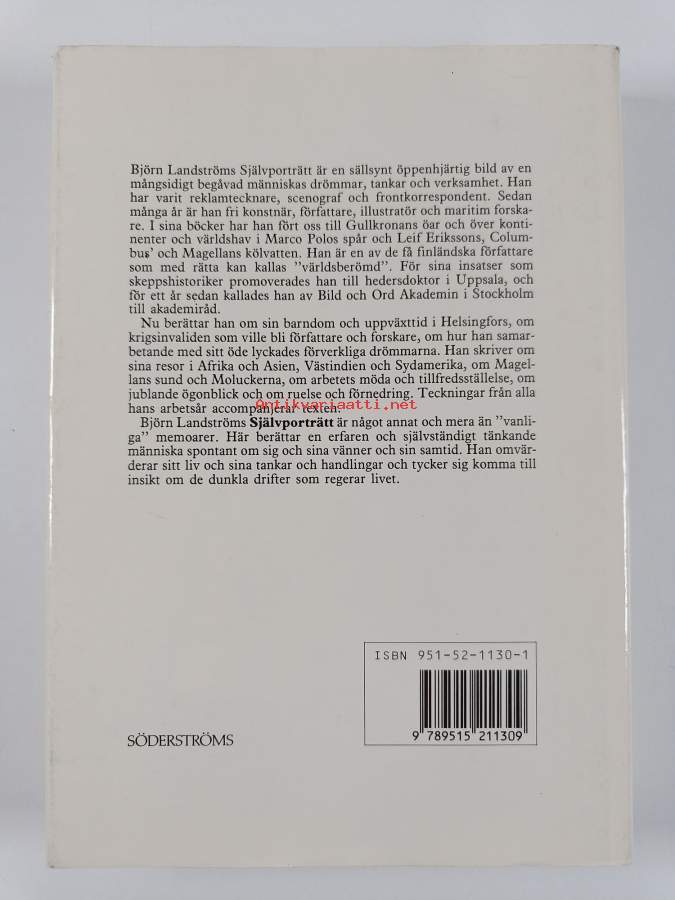 Björn Landströms Självporträtt är en sällsynt öppenhjärtig bild av en
mångsidigt begåvad människas drömmar, tankar och verksamhet. Han
har varit reklamtecknare, scenograf och frontkorrespondent. Sedan
många år är han fri konstnär, författare, illustratör och maritim forska-
re. I sina böcker har han fört oss till Gullkronans öar och över konti-
nenter och världshav i Marco Polos spår och Leif Erikssons, Colum-
bus' och Magellans kölvatten. Han är en av de få finländska författare
som med rätta kan kallas "världsberömd". För sina insatser som
skeppshistoriker promoverades han till hedersdoktor i Uppsala, och
för ett år sedan kallades han av Bild och Ord Akademin i Stockholm
till akademiråd.
Nu berättar han om sin barndom och uppväxttid i Helsingfors, om
krigsinvaliden som ville bli författare och forskare, om hur han samar-
betande med sitt öde lyckades förverkliga drömmarna. Han skriver om
sina resor i Afrika och Asien, Västindien och Sydamerika, om Magel-
lans sund och Moluckerna, om arbetets möda och tillfredsställelse, om
jublande ögonblick och om ruelse och förnedring. Teckningar från alla
hans arbetsår accompanjerar texten.
Antikvariaatti.net
Björn Landströms Självporträtt är något annat och mera än "vanli-
ga" memoarer. Här berättar en erfaren och självständigt tänkande
människa spontant om sig och sina vänner och sin samtid. Han omvär-
derar sitt liv och sina tankar och handlingar och tycker sig komma till
insikt om de dunkla drifter som regerar livet.
ISBN 951-52-1130-1
9 789515 211309
SÖDERSTRÖMS